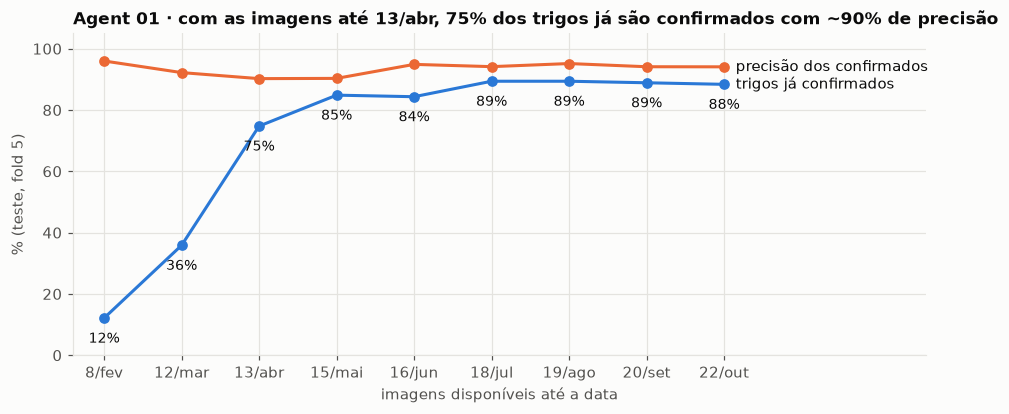 Agent 01 · com as imagens até 13/abr, 75% dos trigos já são confirmados com ~90% de precisão
100
80
60
40
20
0
% (teste, fold 5)
precisão dos confirmados
trigos já confirmados
12%
36%
75%
85%
84%
89%
89%
89%
88%
8/fev
12/mar
13/abr
15/mai
16/jun
18/jul
19/ago
20/set
22/out
imagens disponíveis até a data